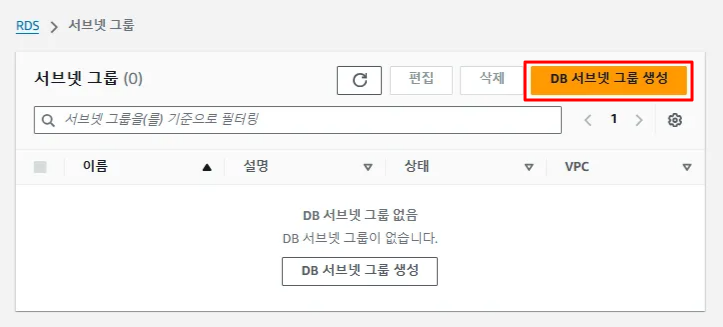 RDS > 서브넷 그룹
서브넷 그룹 (0)
편집
삭제
DB 서브넷 그룹 생성
서브넷 그룹을(를) 기준으로 필터링
1
이름
설명
상태
VPC
DB 서브넷 그룹 없음
DB 서브넷 그룹이 없습니다.
DB 서브넷 그룹 생성